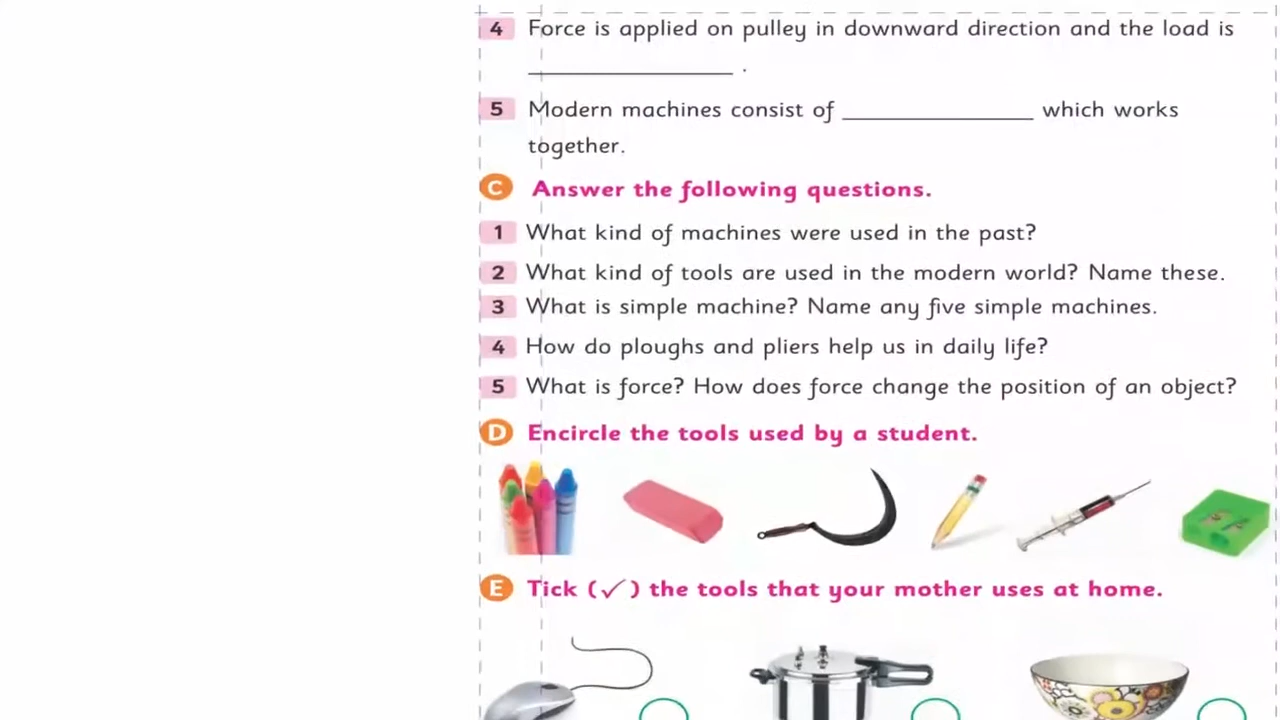 4 Force is applied on pulley in downward direction and the load is
_________________ .
5 Modern machines consist of ________________ which works
together.
C Answer the following questions.
1 What kind of machines were used in the past?
2 What kind of tools are used in the modern world? Name these.
3 What is simple machine? Name any five simple machines.
4 How do ploughs and pliers help us in daily life?
5 What is force? How does force change the position of an object?
D Encircle the tools used by a student.
E Tick (✓) the tools that your mother uses at home.